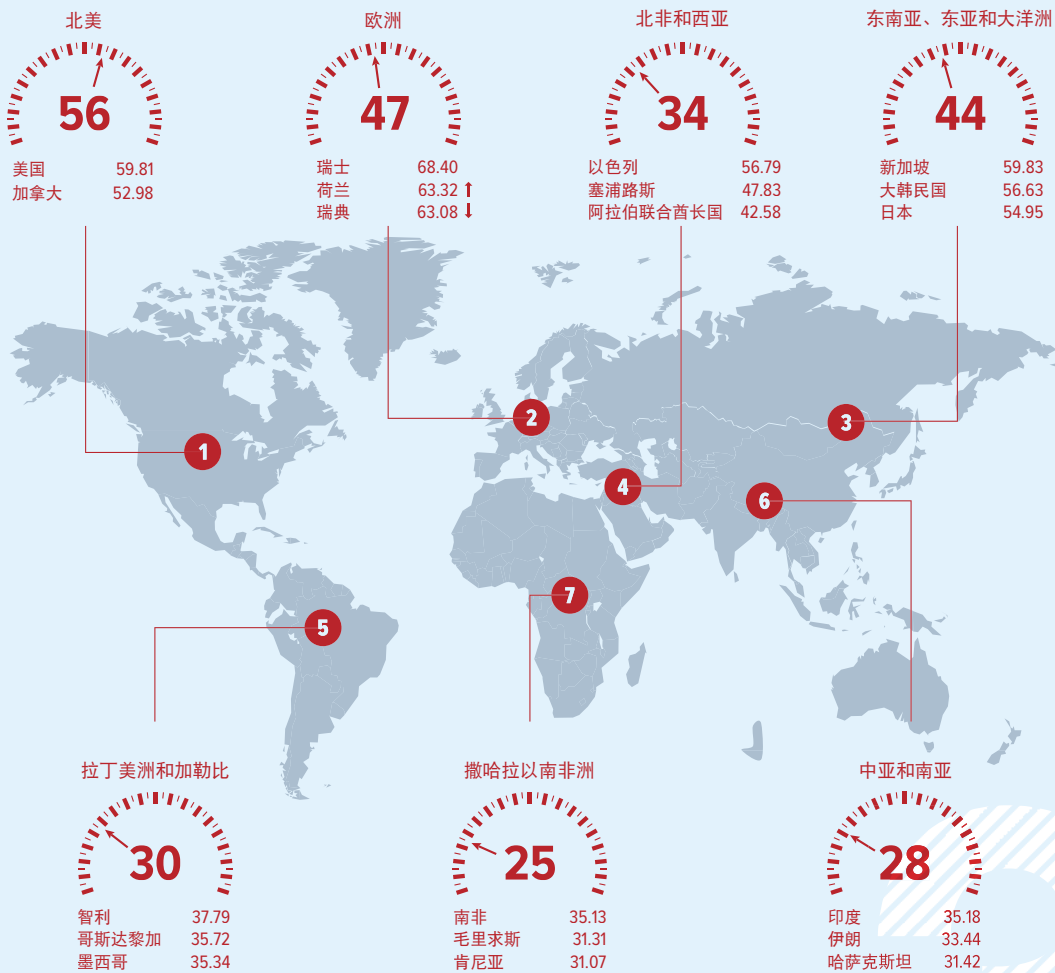 北美
56
美国 59.81
加拿大 52.98
欧洲
47
瑞士 68.40
荷兰 63.32 ⬆
瑞典 63.08 ⬇
北非和西亚
34
以色列 56.79
塞浦路斯 47.83
阿拉伯联合酋长国 42.58
东南亚、东亚和大洋洲
44
新加坡 59.83
大韩民国 56.63
日本 54.95
1
2
3
4
6
7
5
拉丁美洲和加勒比
30
智利 37.79
哥斯达黎加 35.72
墨西哥 35.34
撒哈拉以南非洲
25
南非 35.13
毛里求斯 31.31
肯尼亚 31.07
中亚和南亚
28
印度 35.18
伊朗 33.44
哈萨克斯坦 31.42